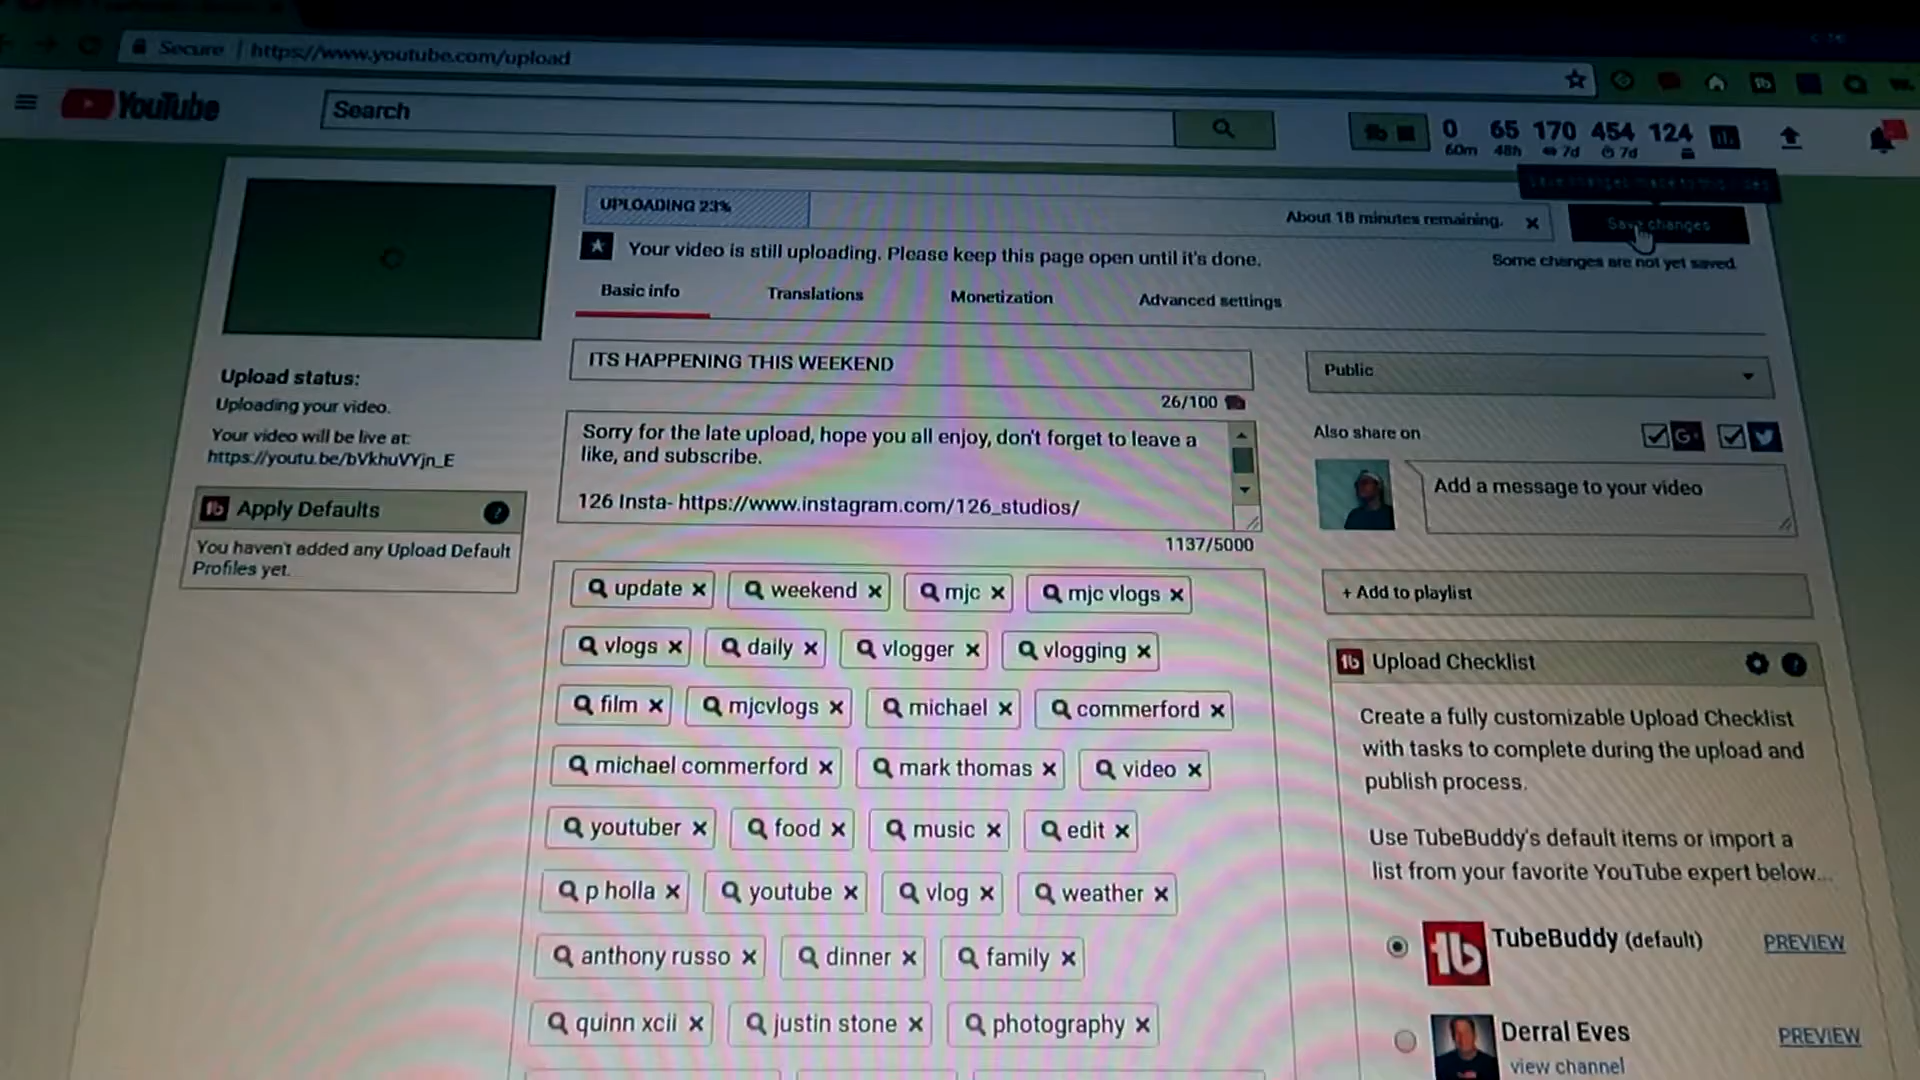 Secure | https://www.youtube.com/upload
YouTube
Search
0 65 170 454 124
60m 48h 7d 7d
UPLOADING 23%
About 18 minutes remaining.
Save changes
Your video is still uploading. Please keep this page open until it's done.
Some changes are not yet saved.
Basic info Translations Monetization Advanced settings
ITS HAPPENING THIS WEEKEND
26/100
Public
Upload status:
Uploading your video.
Your video will be live at:
https://youtu.be/bVkhuVYjn_E
Sorry for the late upload, hope you all enjoy, don't forget to leave a
like, and subscribe.
126 Insta- https://www.instagram.com/126_studios/
1137/5000
Also share on
G+
Add a message to your video
Apply Defaults ?
You haven't added any Upload Default
Profiles yet.
+ Add to playlist
update weekend mjc mjc vlogs
vlogs daily vlogger vlogging
film mjcvlogs michael commerford
michael commerford mark thomas video
youtuber food music edit
p holla youtube vlog weather
anthony russo dinner family
quinn xcii justin stone photography
Upload Checklist ?
Create a fully customizable Upload Checklist
with tasks to complete during the upload and
publish process.
Use TubeBuddy's default items or import a
list from your favorite YouTube expert below...
TubeBuddy (default) PREVIEW
Derral Eves PREVIEW
view channel